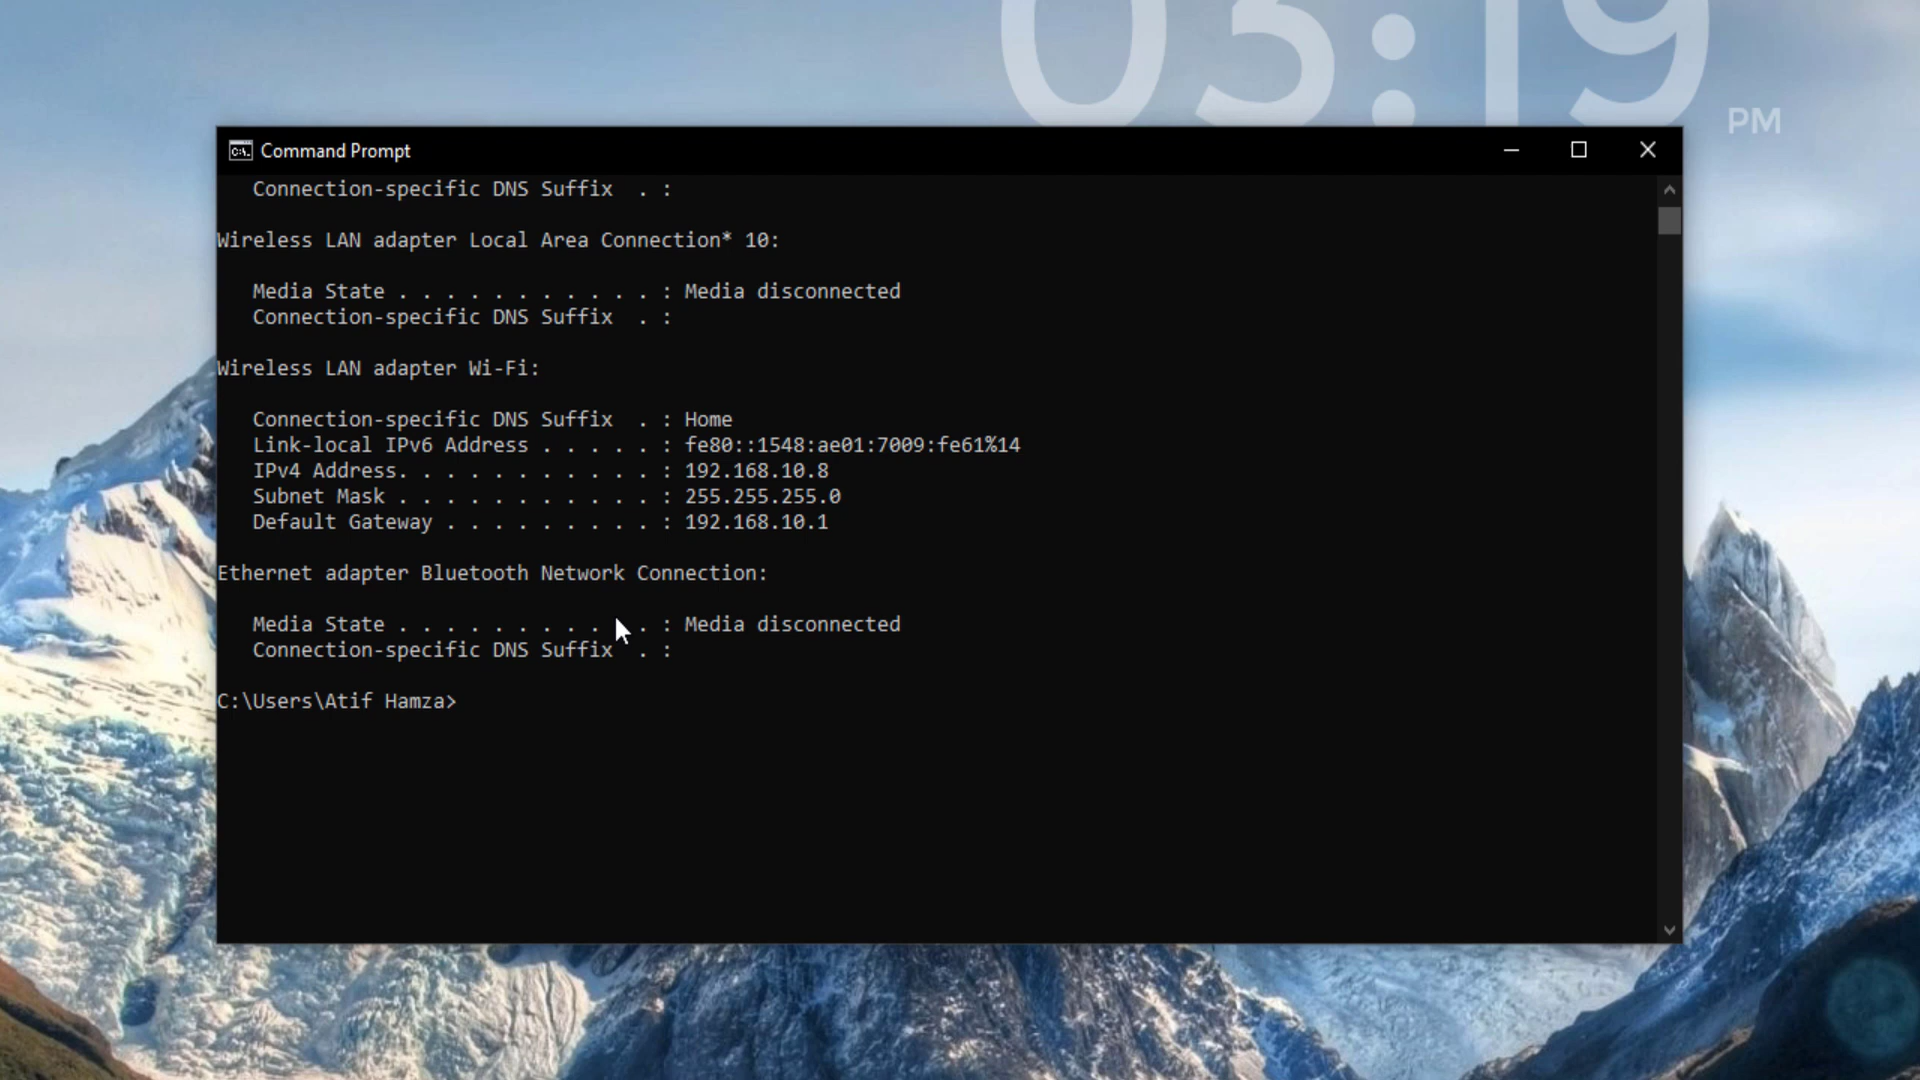 03:19
PM
Command Prompt
Connection-specific DNS Suffix  . :
Wireless LAN adapter Local Area Connection* 10:
Media State . . . . . . . . . . . : Media disconnected
Connection-specific DNS Suffix  . :
Wireless LAN adapter Wi-Fi:
Connection-specific DNS Suffix  . : Home
Link-local IPv6 Address . . . . . : fe80::1548:ae01:7009:fe61%14
IPv4 Address. . . . . . . . . . . : 192.168.10.8
Subnet Mask . . . . . . . . . . . : 255.255.255.0
Default Gateway . . . . . . . . . : 192.168.10.1
Ethernet adapter Bluetooth Network Connection:
Media State . . . . . . . . . . . : Media disconnected
Connection-specific DNS Suffix  . :
C:\Users\Atif Hamza>